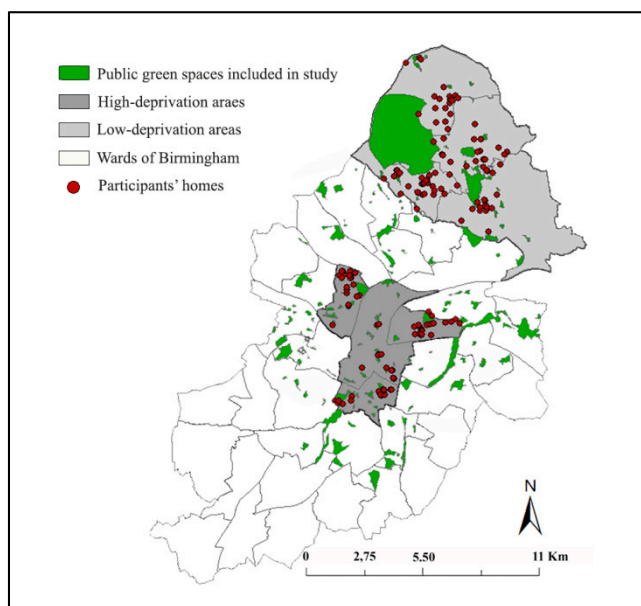 Public green spaces included in study
High-deprivation araes
Low-deprivation areas
Wards of Birmingham
Participants' homes
N
0 2,75 5.50 11 Km